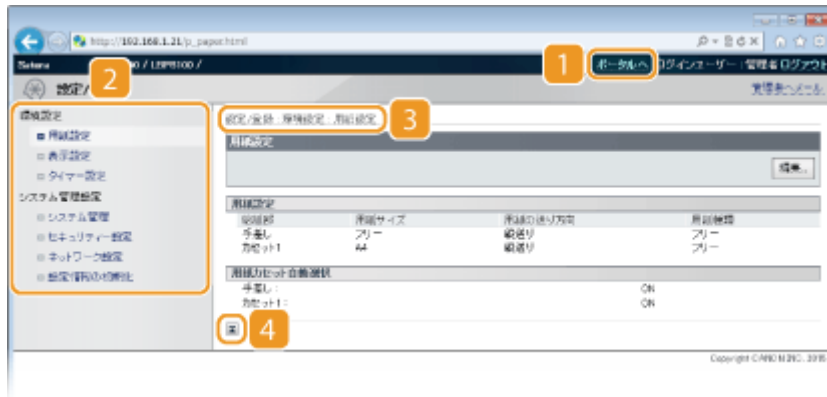 http://192.168.1.21/p_paper.html
Satera
/ LBP8100 /
ポータルへ ログインユーザー: 管理者 ログアウト
1
2
設定/
管理者へメール
環境設定
用紙設定
表示設定
タイマー設定
システム管理設定
システム管理
セキュリティー設定
ネットワーク設定
設定情報の初期化
設定/登録 : 環境設定 : 用紙設定
3
用紙設定
編集...
用紙設定
給紙部 用紙サイズ 用紙の送り方向 用紙種類
手差し フリー 縦送り フリー
カセット1 A4 縦送り フリー
用紙カセット自動選択
手差し : ON
カセット1 : ON
4
Copyright CANON INC. 2015